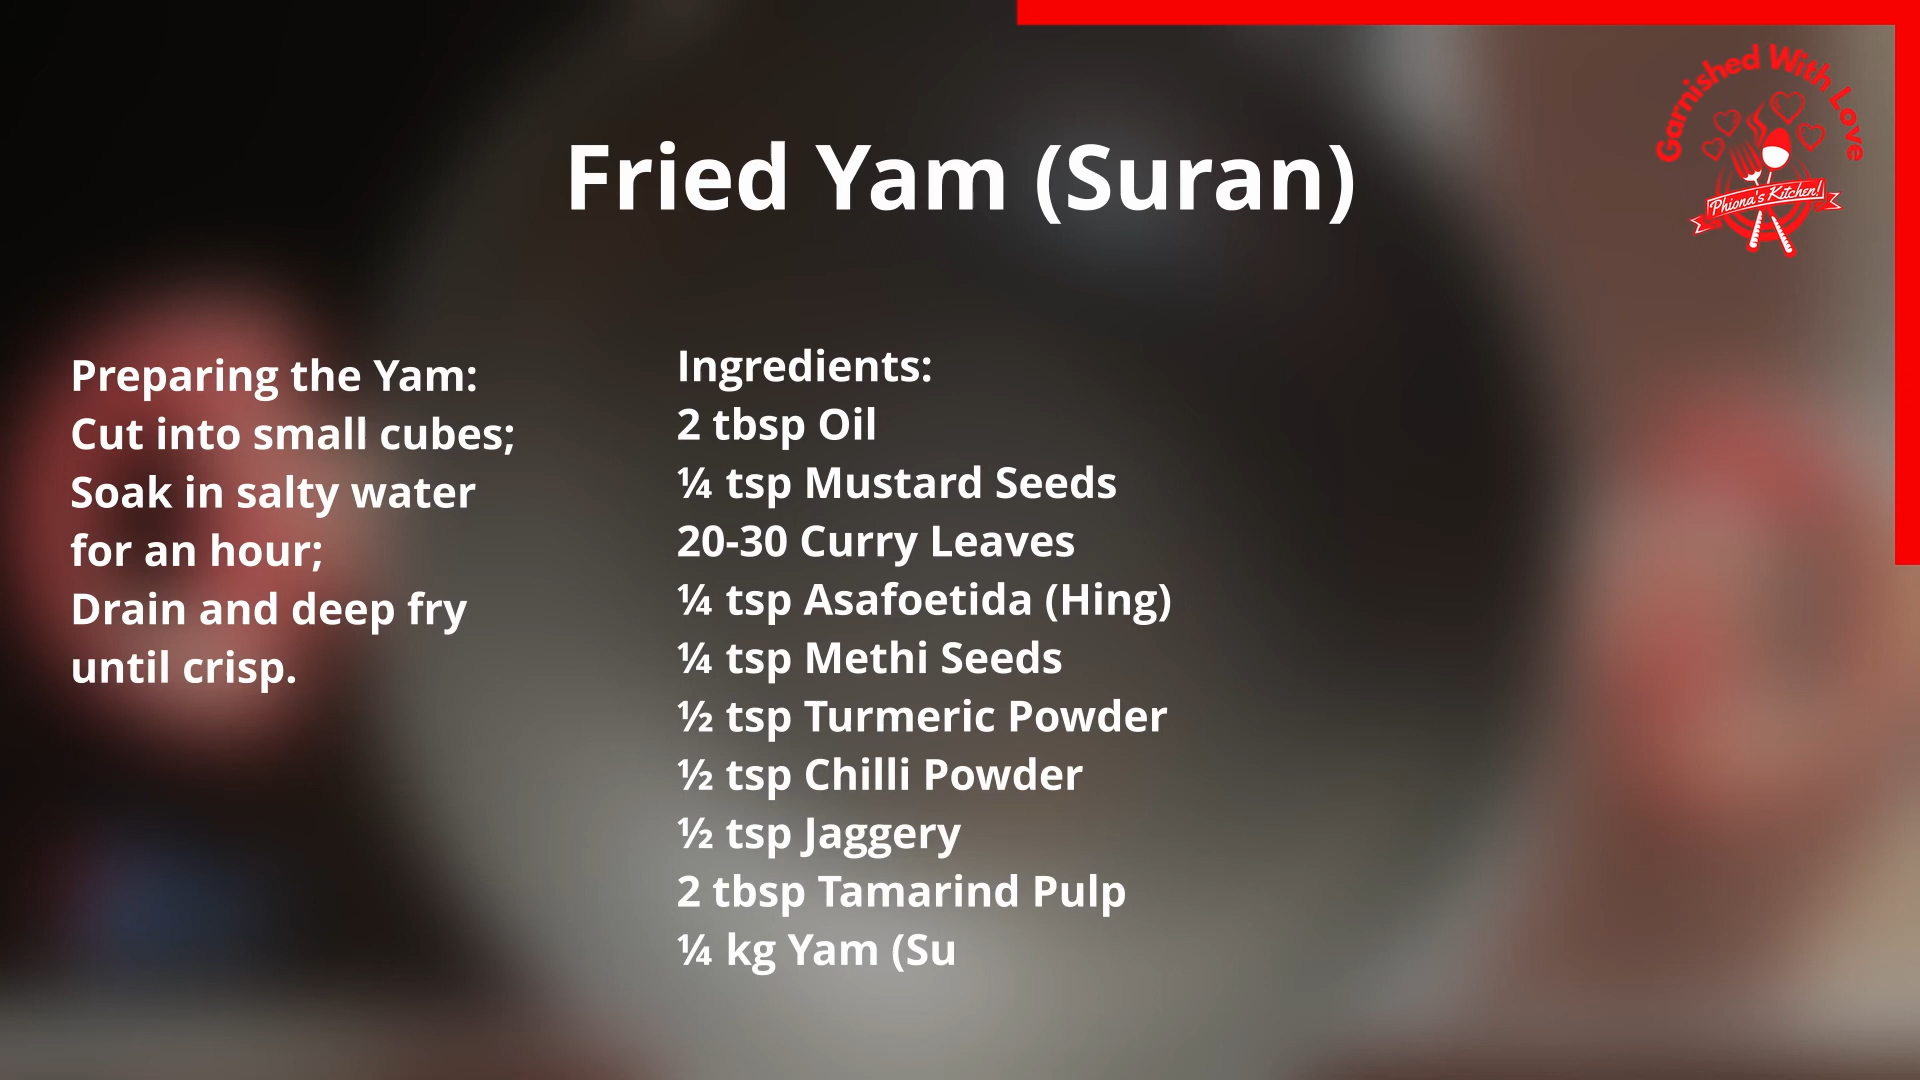 Garnished With Love
Phiona's Kitchen!
Fried Yam (Suran)
Preparing the Yam:
Cut into small cubes;
Soak in salty water
for an hour;
Drain and deep fry
until crisp.
Ingredients:
2 tbsp Oil
¼ tsp Mustard Seeds
20-30 Curry Leaves
¼ tsp Asafoetida (Hing)
¼ tsp Methi Seeds
½ tsp Turmeric Powder
½ tsp Chilli Powder
½ tsp Jaggery
2 tbsp Tamarind Pulp
¼ kg Yam (Su